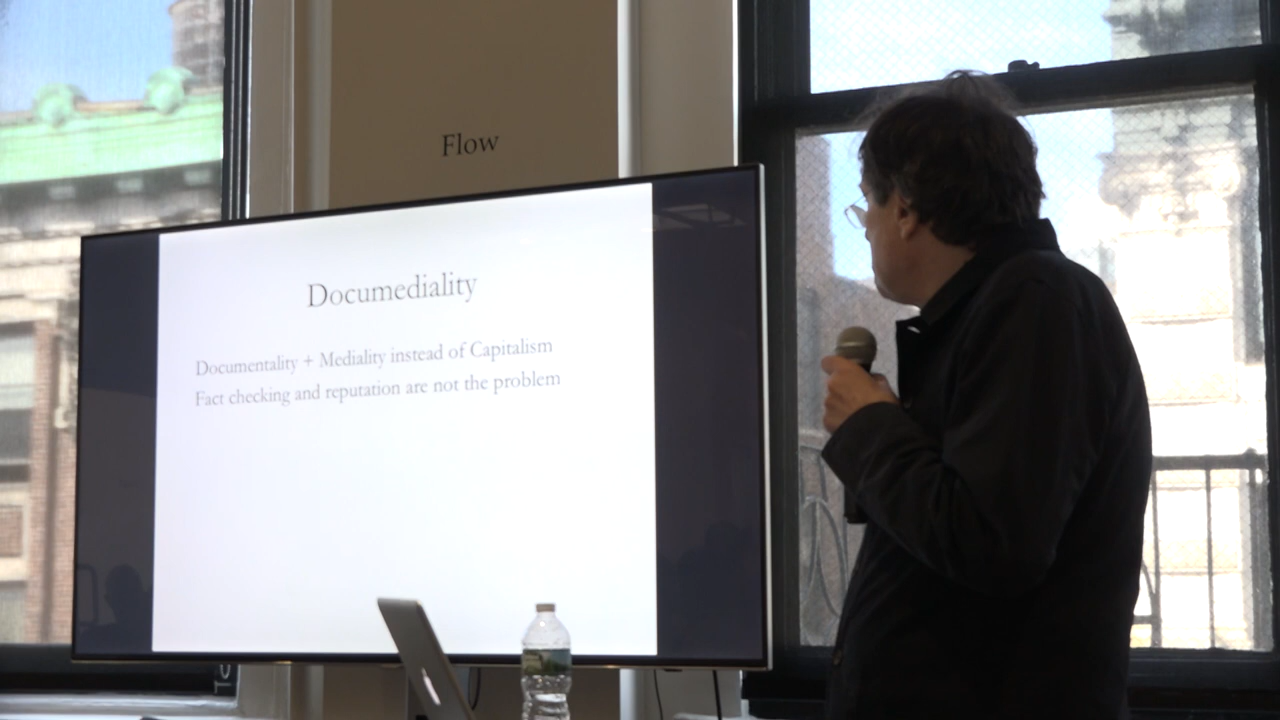 Flow
Documediality
Documentality + Mediality instead of Capitalism
Fact checking and reputation are not the problem